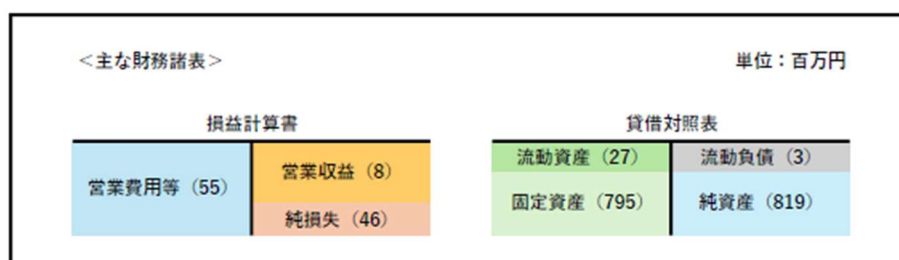 <主な財務諸表>
単位:百万円
損益計算書
営業費用等(55)
営業収益(8)
純損失(46)
貸借対照表
流動資産(27)
固定資産(795)
流動負債(3)
純資産(819)